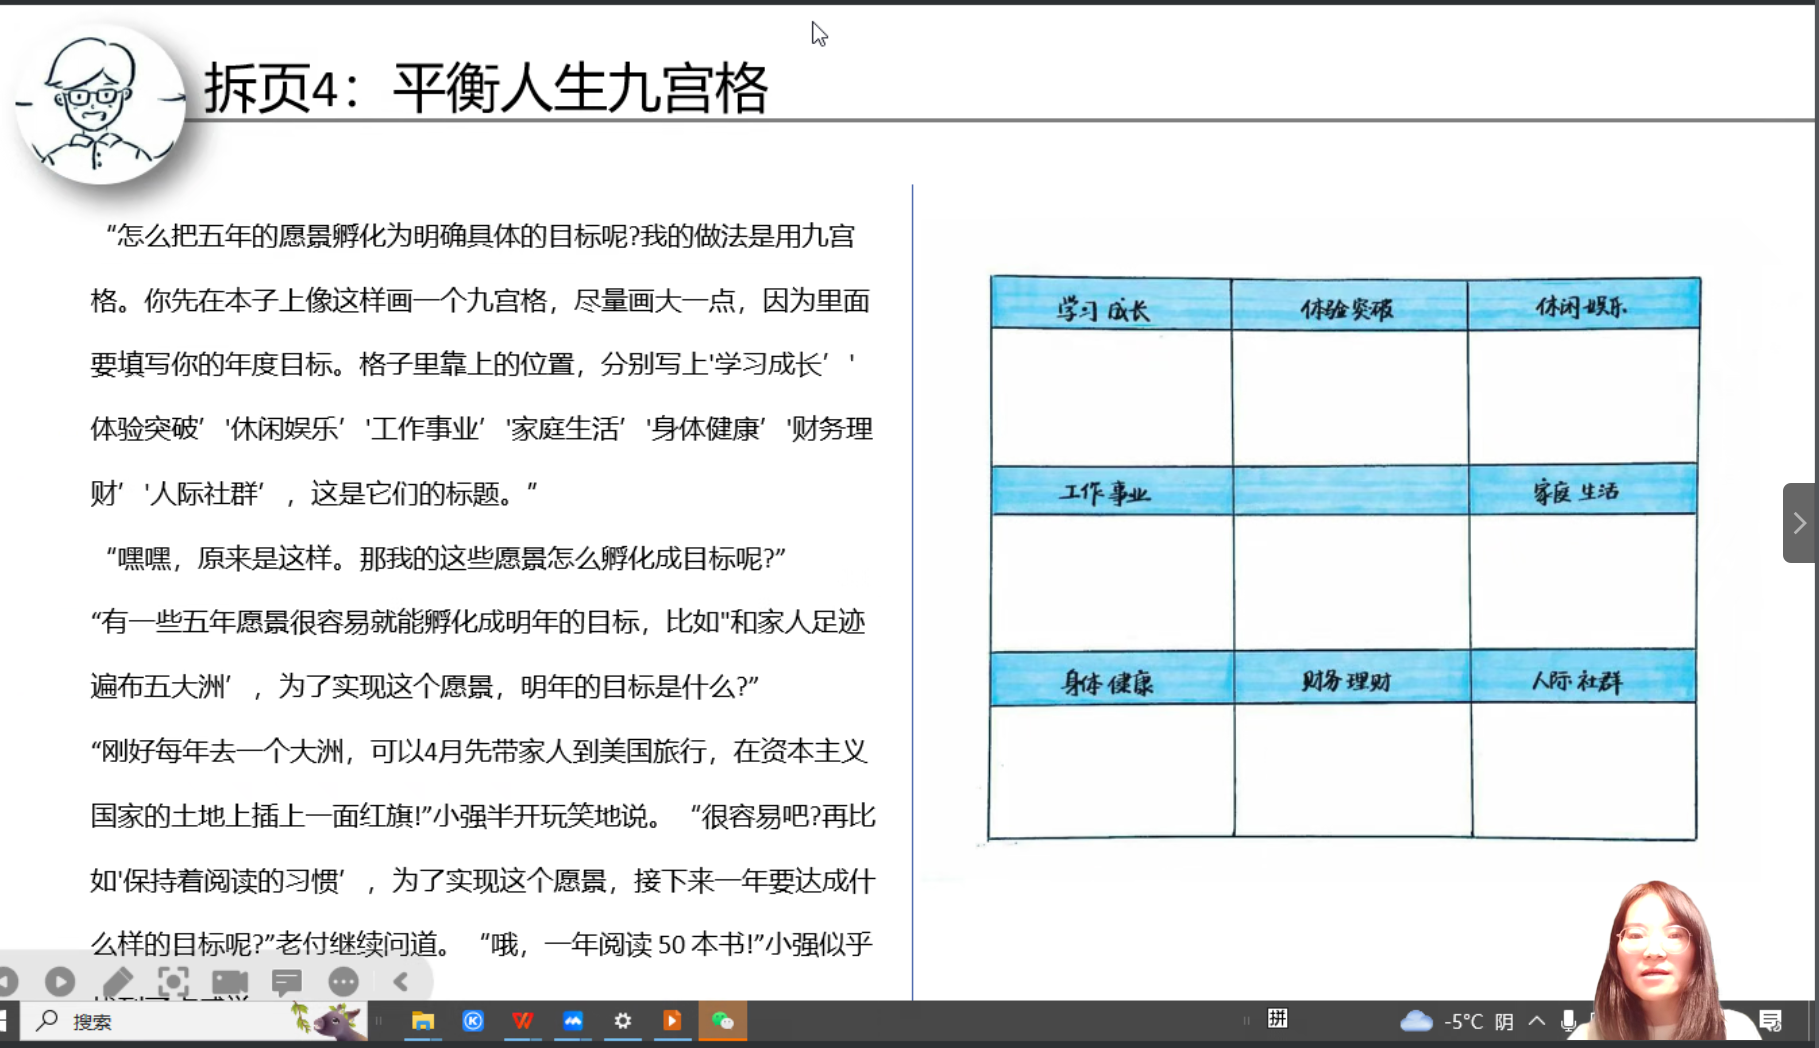 拆页4：平衡人生九宫格
“怎么把五年的愿景孵化为明确具体的目标呢?我的做法是用九宫
格。你先在本子上像这样画一个九宫格，尽量画大一点，因为里面
要填写你的年度目标。格子里靠上的位置，分别写上'学习成长’ '
体验突破’ '休闲娱乐’ '工作事业’ '家庭生活’ '身体健康’ '财务理
财’ '人际社群’ ，这是它们的标题。”
“嘿嘿，原来是这样。那我的这些愿景怎么孵化成目标呢?”
“有一些五年愿景很容易就能孵化成明年的目标，比如"和家人足迹
遍布五大洲’ ，为了实现这个愿景，明年的目标是什么?”
“刚好每年去一个大洲，可以4月先带家人到美国旅行，在资本主义
国家的土地上插上一面红旗!”小强半开玩笑地说。 “很容易吧?再比
如'保持着阅读的习惯’ ，为了实现这个愿景，接下来一年要达成什
么样的目标呢?”老付继续问道。 “哦，一年阅读 50 本书!”小强似乎
学习成长 体验突破 休闲娱乐
工作事业 家庭生活
身体健康 财务理财 人际社群
搜索
拼
-5°C 阴